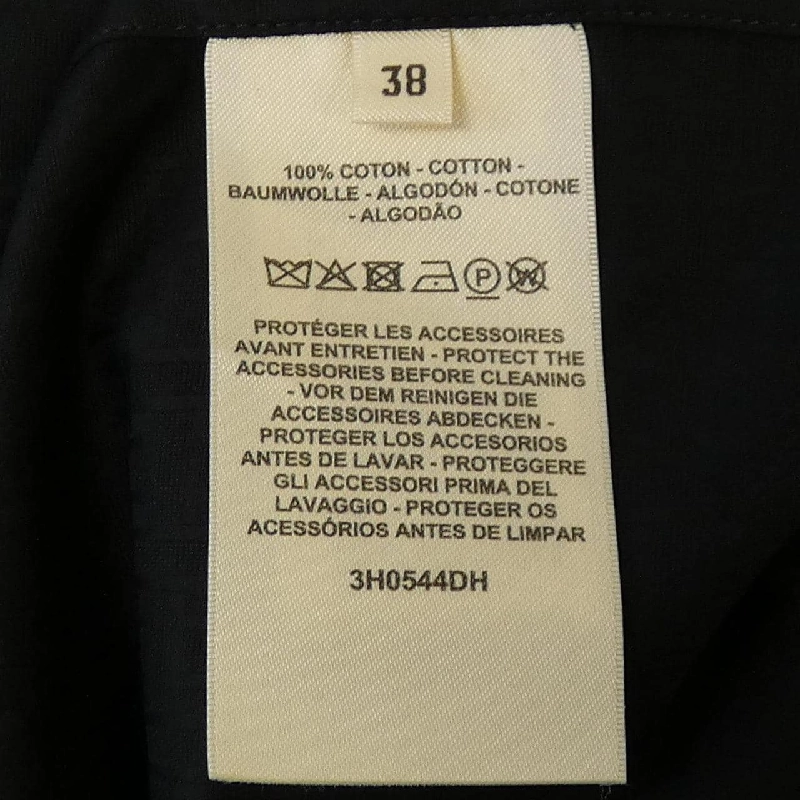 38
100% COTON - COTTON -
BAUMWOLLE - ALGODÓN - COTONE
- ALGODÃO
P W
PROTÉGER LES ACCESSOIRES
AVANT ENTRETIEN - PROTECT THE
ACCESSORIES BEFORE CLEANING
- VOR DEM REINIGEN DIE
ACCESSOIRES ABDECKEN -
PROTEGER LOS ACCESORIOS
ANTES DE LAVAR - PROTEGGERE
GLI ACCESSORI PRIMA DEL
LAVAGGIO - PROTEGER OS
ACESSÓRIOS ANTES DE LIMPAR
3H0544DH